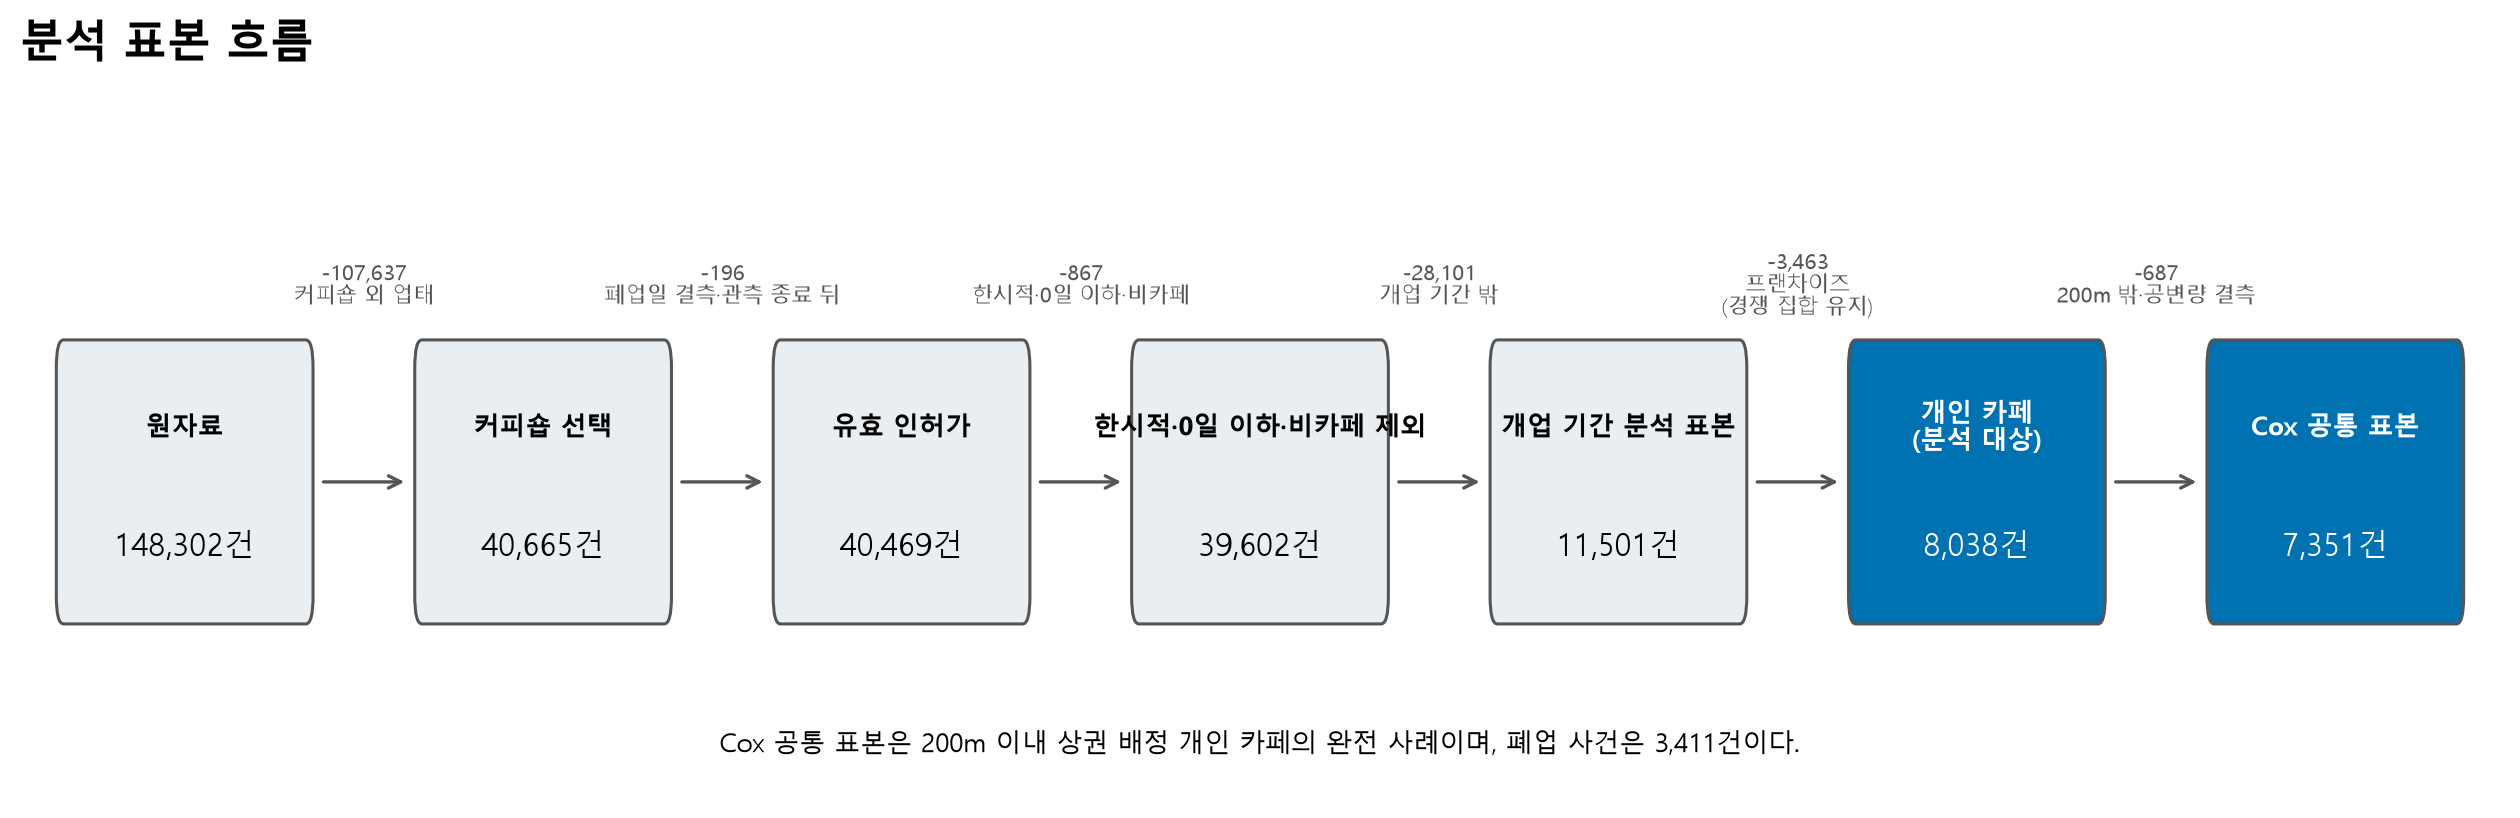 분석 표본 흐름
-107,637
커피숍 외 업태
-196
폐업일 결측·관측 종료 뒤
-867
한시적·0일 이하·비카페
-28,101
개업 기간 밖
-3,463
프랜차이즈
(경쟁 집합 유지)
-687
200m 밖·공변량 결측
원자료
148,302건
커피숍 선택
40,665건
유효 인허가
40,469건
한시적·0일 이하·비카페 제외
39,602건
개업 기간 분석 표본
11,501건
개인 카페
(분석 대상)
8,038건
Cox 공통 표본
7,351건
Cox 공통 표본은 200m 이내 상권 배정 개인 카페의 완전 사례이며, 폐업 사건은 3,411건이다.